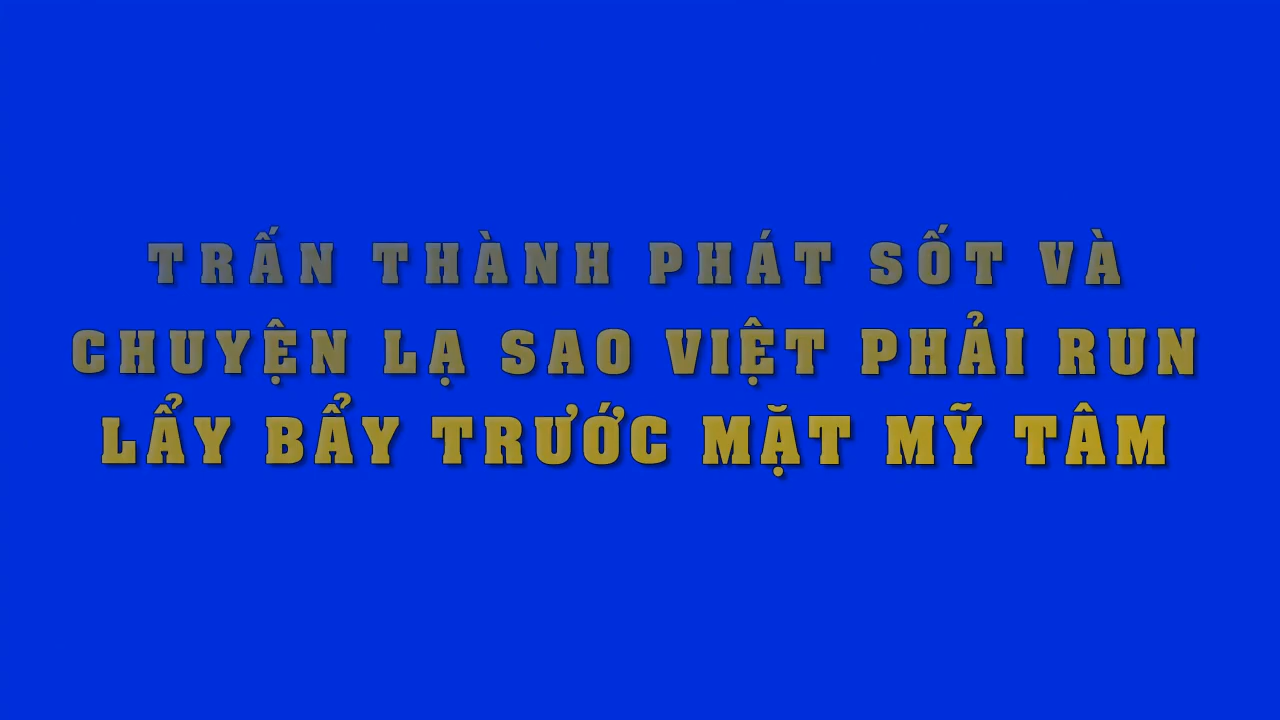 TRẤN THÀNH PHÁT SỐT VÀ
CHUYỆN LẠ SAO VIỆT PHẢI RUN
LẨY BẨY TRƯỚC MẶT MỸ TÂM